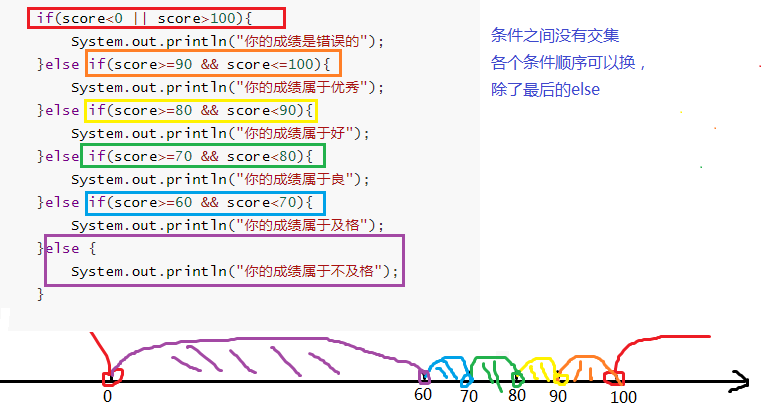 if(score<0 || score>100){
System.out.println("你的成绩是错误的");
}else if(score>=90 && score<=100){
System.out.println("你的成绩属于优秀");
}else if(score>=80 && score<90){
System.out.println("你的成绩属于好");
}else if(score>=70 && score<80){
System.out.println("你的成绩属于良");
}else if(score>=60 && score<70){
System.out.println("你的成绩属于及格");
}else {
System.out.println("你的成绩属于不及格");
}
条件之间没有交集
各个条件顺序可以换，
除了最后的else
0 60 70 80 90 100